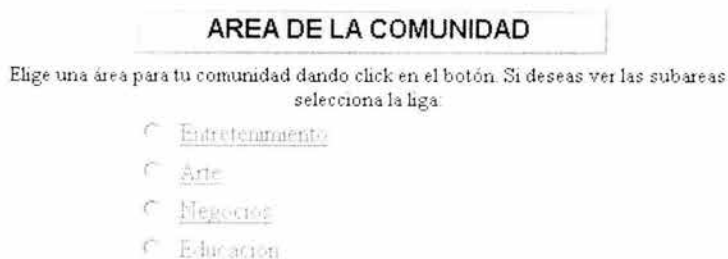 AREA DE LA COMUNIDAD
Elige una área para tu comunidad dando click en el botón. Si deseas ver las subareas
selecciona la liga:
Entretenimiento
Arte
Negocios
Educación